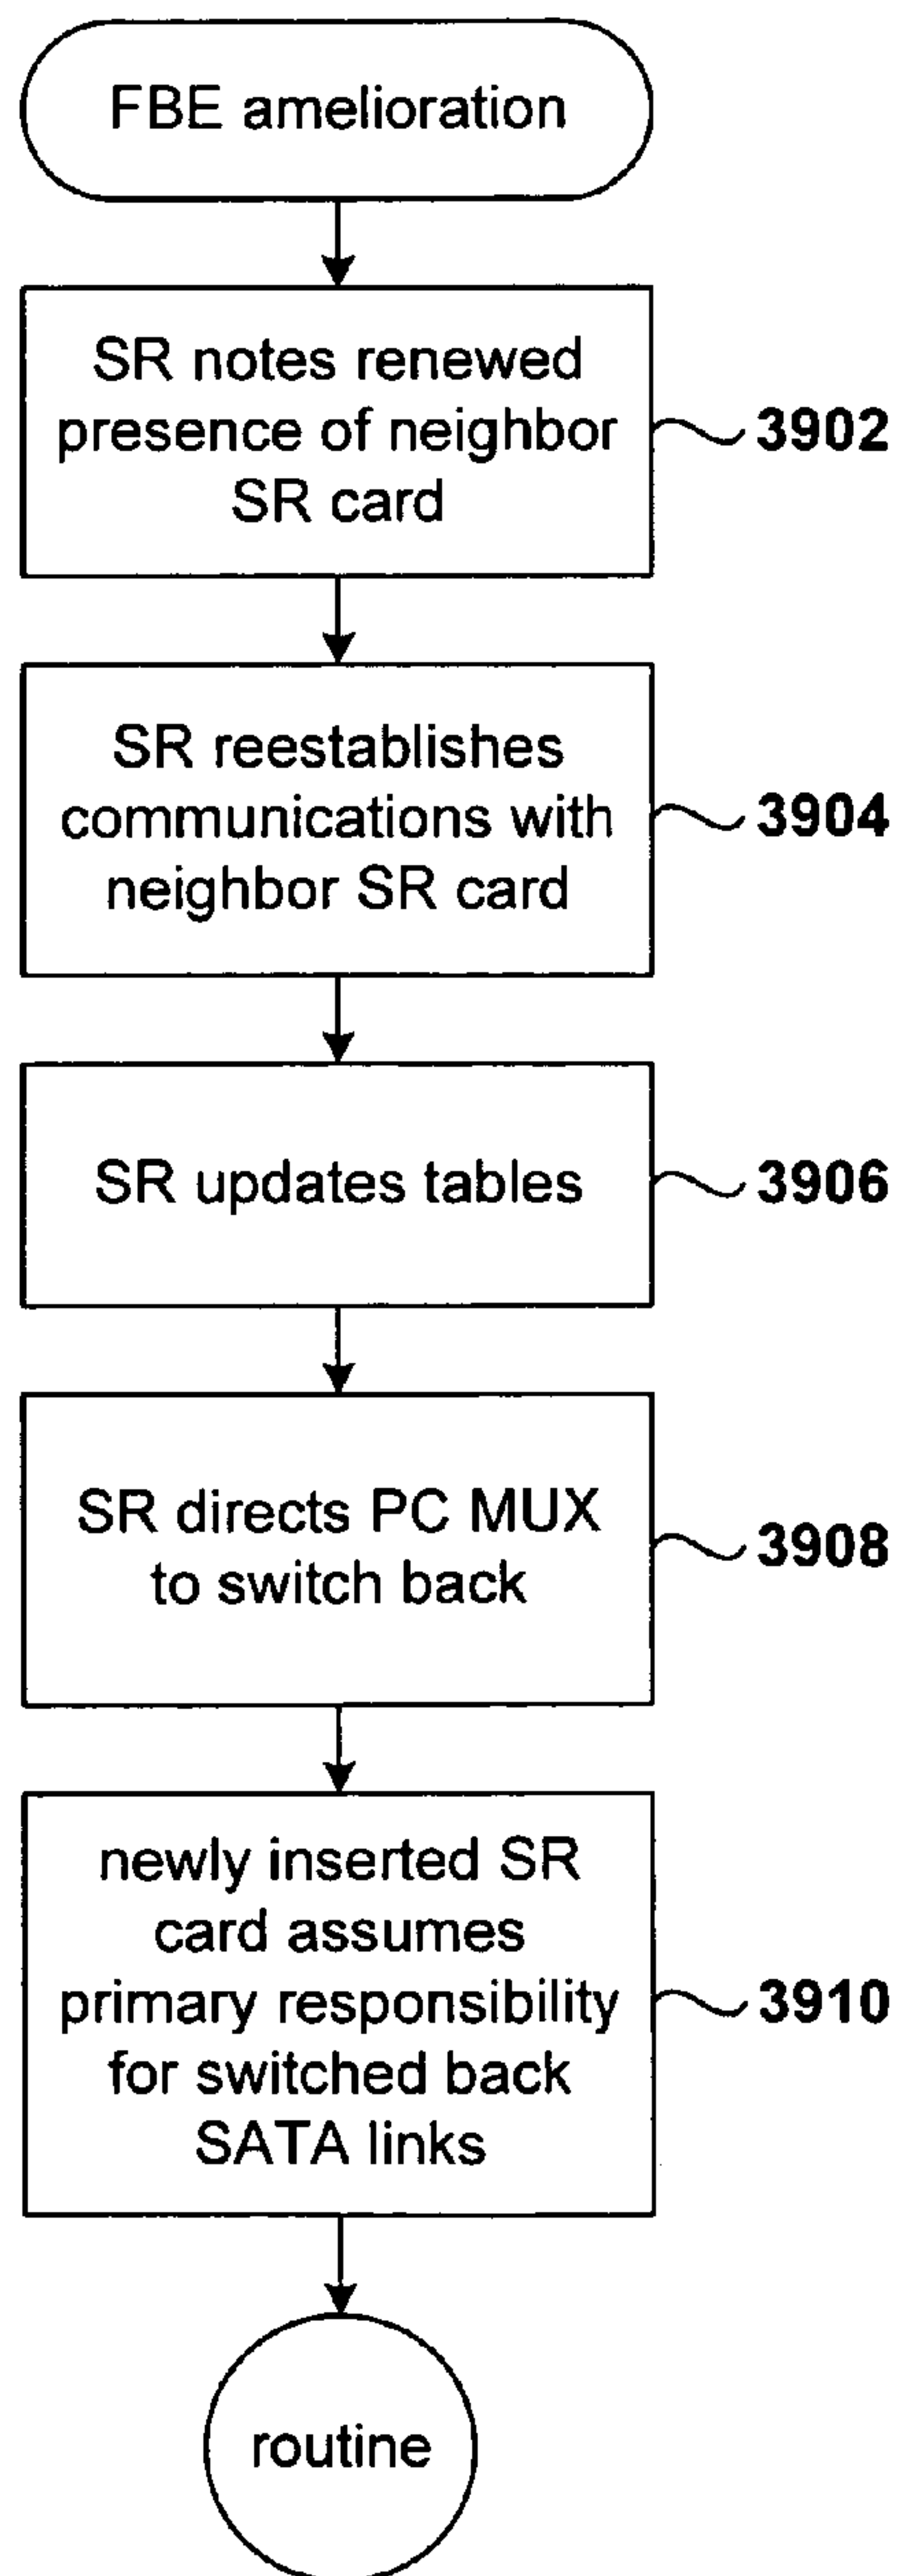 FBE amelioration
SR notes renewed
presence of neighbor
SR card
3902
SR reestablishes
communications with
neighbor SR card
3904
SR updates tables
3906
SR directs PC MUX
to switch back
3908
newly inserted SR
card assumes
primary responsibility
for switched back
SATA links
3910
routine